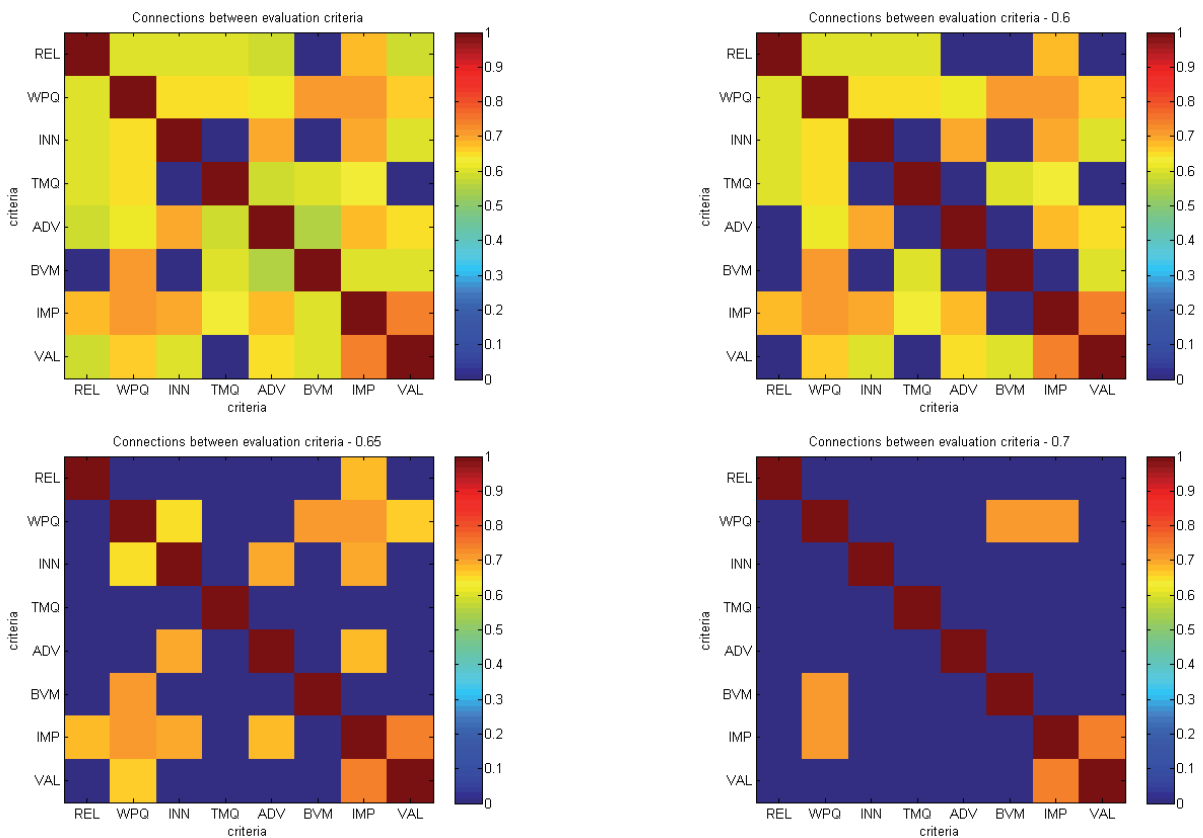 Connections between evaluation criteria
REL
WPQ
INN
TMQ
ADV
BVM
IMP
VAL
criteria
REL WPQ INN TMQ ADV BVM IMP VAL
criteria
1
0.9
0.8
0.7
0.6
0.5
0.4
0.3
0.2
0.1
0
Connections between evaluation criteria - 0.6
REL
WPQ
INN
TMQ
ADV
BVM
IMP
VAL
criteria
REL WPQ INN TMQ ADV BVM IMP VAL
criteria
1
0.9
0.8
0.7
0.6
0.5
0.4
0.3
0.2
0.1
0
Connections between evaluation criteria - 0.65
REL
WPQ
INN
TMQ
ADV
BVM
IMP
VAL
criteria
REL WPQ INN TMQ ADV BVM IMP VAL
criteria
1
0.9
0.8
0.7
0.6
0.5
0.4
0.3
0.2
0.1
0
Connections between evaluation criteria - 0.7
REL
WPQ
INN
TMQ
ADV
BVM
IMP
VAL
criteria
REL WPQ INN TMQ ADV BVM IMP VAL
criteria
1
0.9
0.8
0.7
0.6
0.5
0.4
0.3
0.2
0.1
0